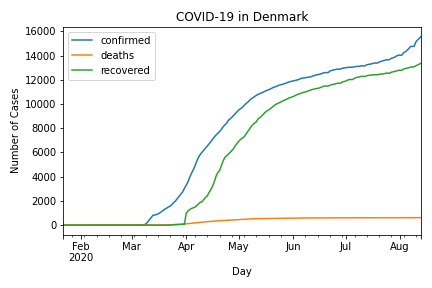 COVID-19 in Denmark
confirmed
deaths
recovered
16000
14000
12000
10000
8000
6000
4000
2000
0
Number of Cases
Feb Mar Apr May Jun Jul Aug
2020
Day